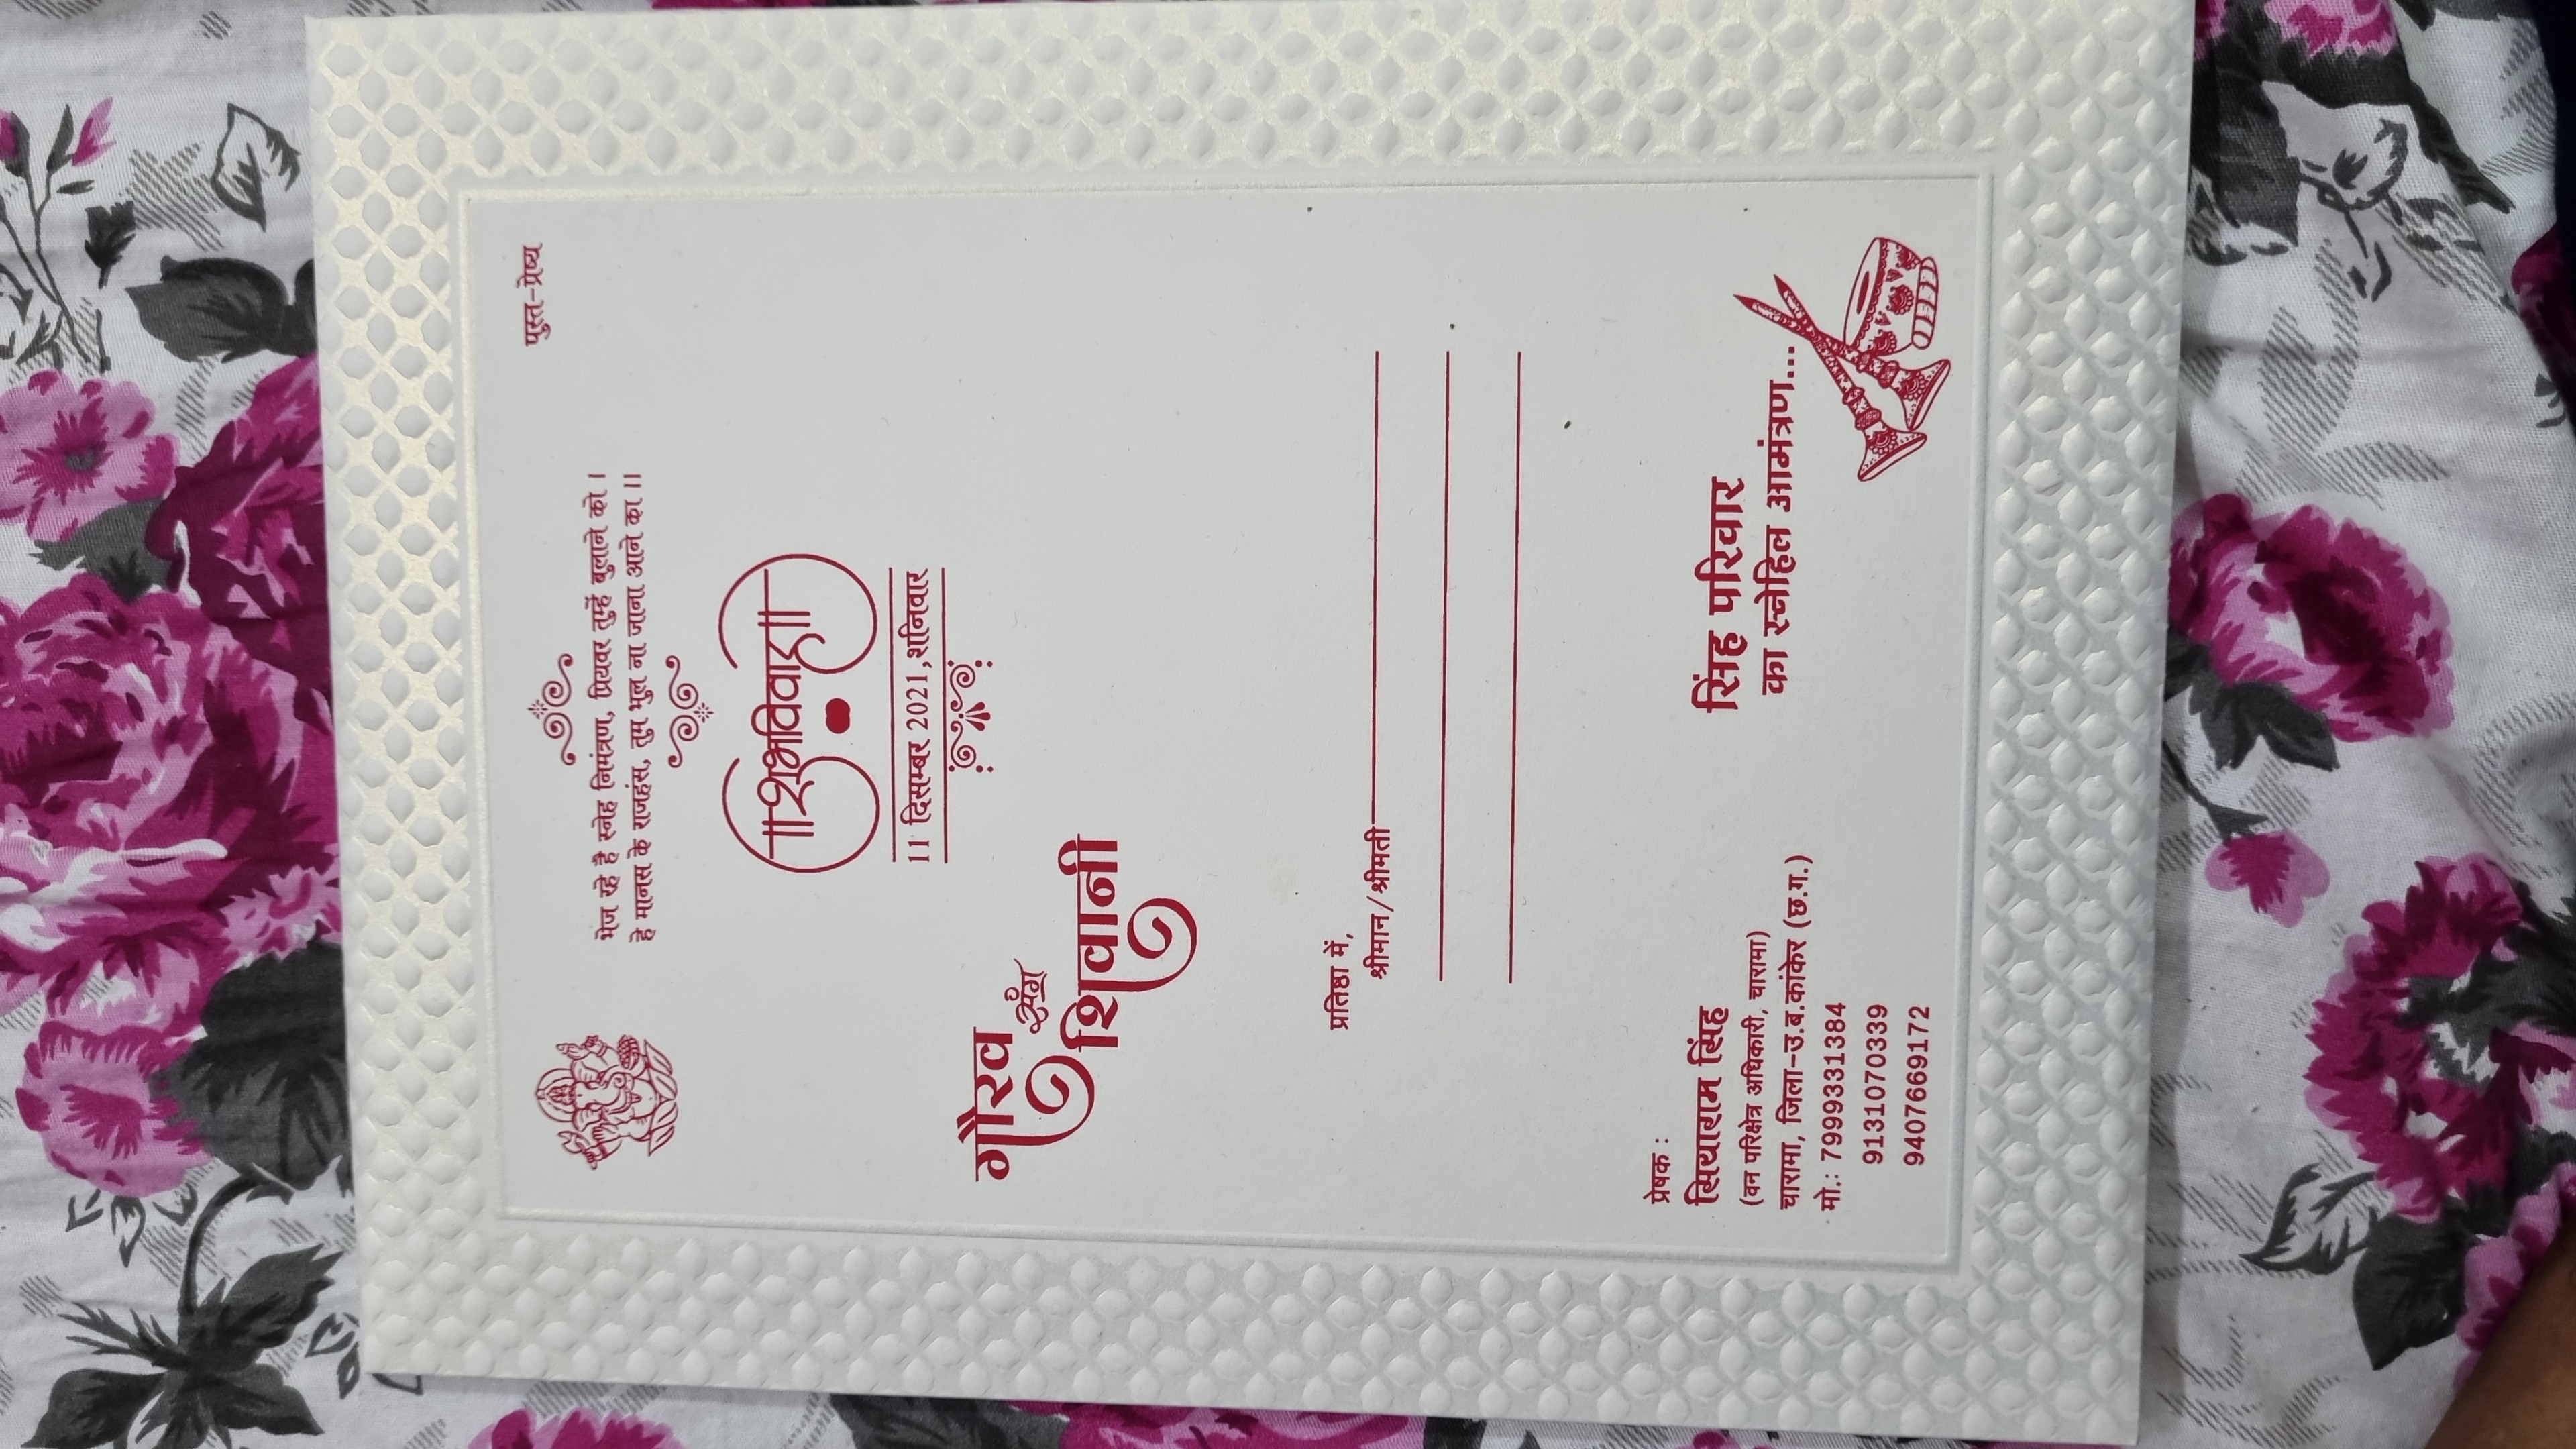 पुस्त-प्रेष्य
भेज रहे है स्नेह निमंत्रण, प्रियवर तुम्हें बुलाने को ।
हे मानस के राजहंस, तुम भुल ना जाना आने का ।।
॥शुभविवाह॥
11 दिसम्बर 2021,शनिवार
गौरव
संग
शिवानी
प्रतिष्ठा में,
श्रीमान/श्रीमती
प्रेषक :
सियाराम सिंह
(वन परिक्षेत्र अधिकारी, चारामा)
चारामा, जिला-उ.ब.कांकेर (छ.ग.)
मो.: 7999331384
9131070339
9407669172
सिंह परिवार
का स्नेहिल आमंत्रण...